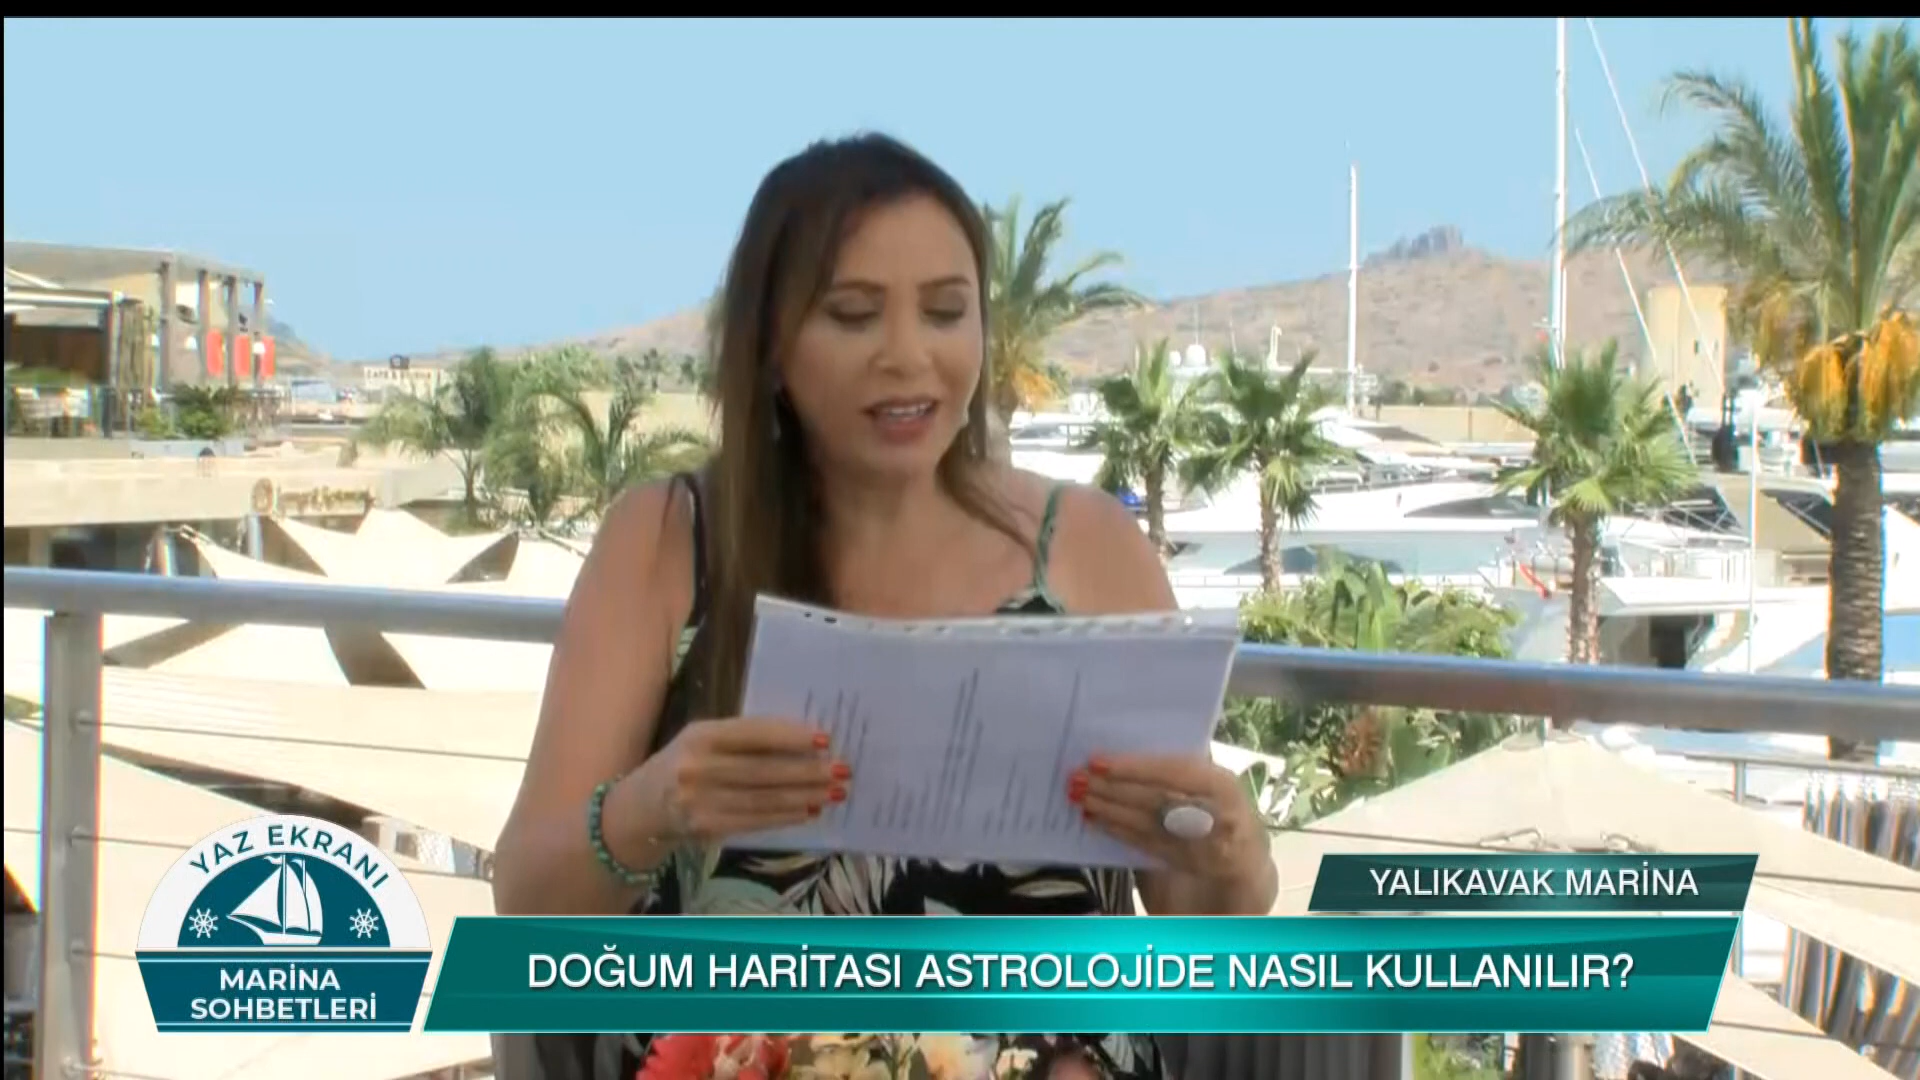 YALIKAVAK MARİNA
YAZ EKRANI
MARİNA
SOHBETLERİ
DOĞUM HARİTASI ASTROLOJİDE NASIL KULLANILIR?